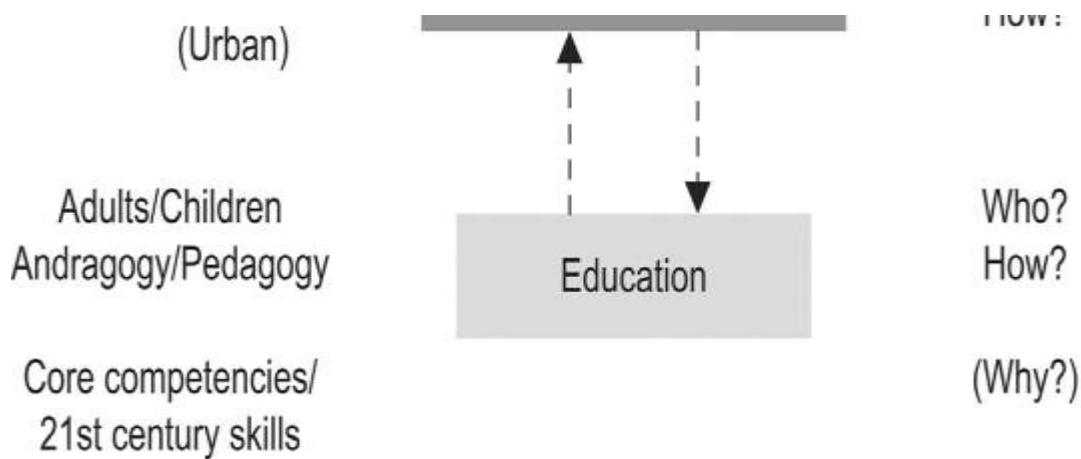 (Urban)
Adults/Children
Who?
Andragogy/Pedagogy
Education
How?
Core competencies/
(Why?)
21st century skills